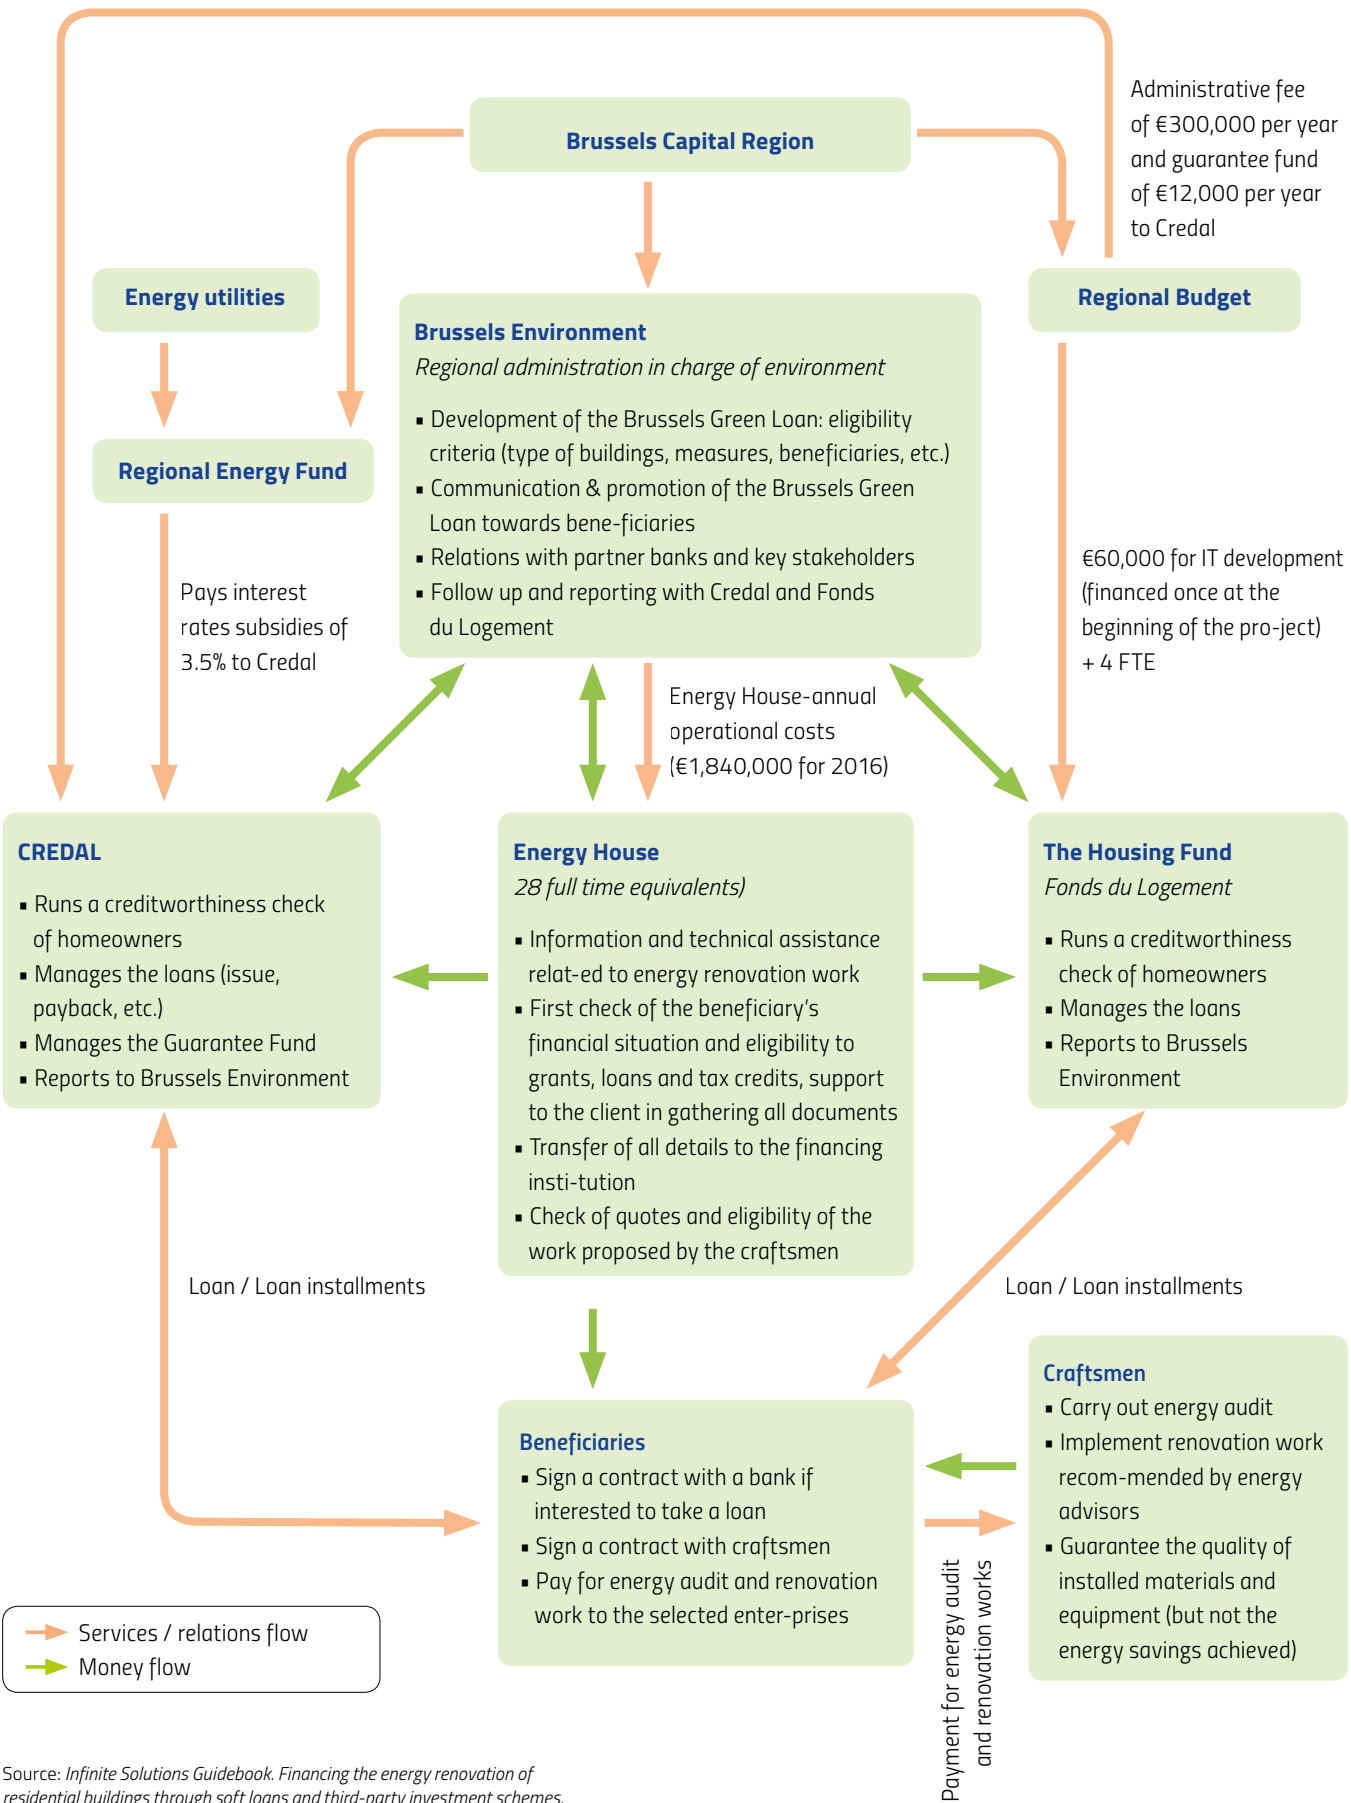 Administrative fee
of €300,000 per year
and guarantee fund
of €12,000 per year
to Credal
Brussels Capital Region
Energy utilities
Regional Budget
Brussels Environment
Regional administration in charge of environment
▪ Development of the Brussels Green Loan: eligibility
criteria (type of buildings, measures, beneficiaries, etc.)
▪ Communication & promotion of the Brussels Green
Loan towards bene-ficiaries
▪ Relations with partner banks and key stakeholders
▪ Follow up and reporting with Credal and Fonds
du Logement
Regional Energy Fund
Pays interest
rates subsidies of
3.5% to Credal
€60,000 for IT development
(financed once at the
beginning of the pro-ject)
+ 4 FTE
Energy House-annual
operational costs
(€1,840,000 for 2016)
CREDAL
▪ Runs a creditworthiness check
of homeowners
▪ Manages the loans (issue,
payback, etc.)
▪ Manages the Guarantee Fund
▪ Reports to Brussels Environment
Energy House
28 full time equivalents)
▪ Information and technical assistance
relat-ed to energy renovation work
▪ First check of the beneficiary's
financial situation and eligibility to
grants, loans and tax credits, support
to the client in gathering all documents
▪ Transfer of all details to the financing
insti-tution
▪ Check of quotes and eligibility of the
work proposed by the craftsmen
The Housing Fund
Fonds du Logement
▪ Runs a creditworthiness
check of homeowners
▪ Manages the loans
▪ Reports to Brussels
Environment
Loan / Loan installments
Loan / Loan installments
Beneficiaries
▪ Sign a contract with a bank if
interested to take a loan
▪ Sign a contract with craftsmen
▪ Pay for energy audit and renovation
work to the selected enter-prises
Craftsmen
▪ Carry out energy audit
▪ Implement renovation work
recom-mended by energy
advisors
▪ Guarantee the quality of
installed materials and
equipment (but not the
energy savings achieved)
Payment for energy audit
and renovation works
Services / relations flow
Money flow
Source: Infinite Solutions Guidebook. Financing the energy renovation of
residential buildings through soft loans and third-party investment schemes.